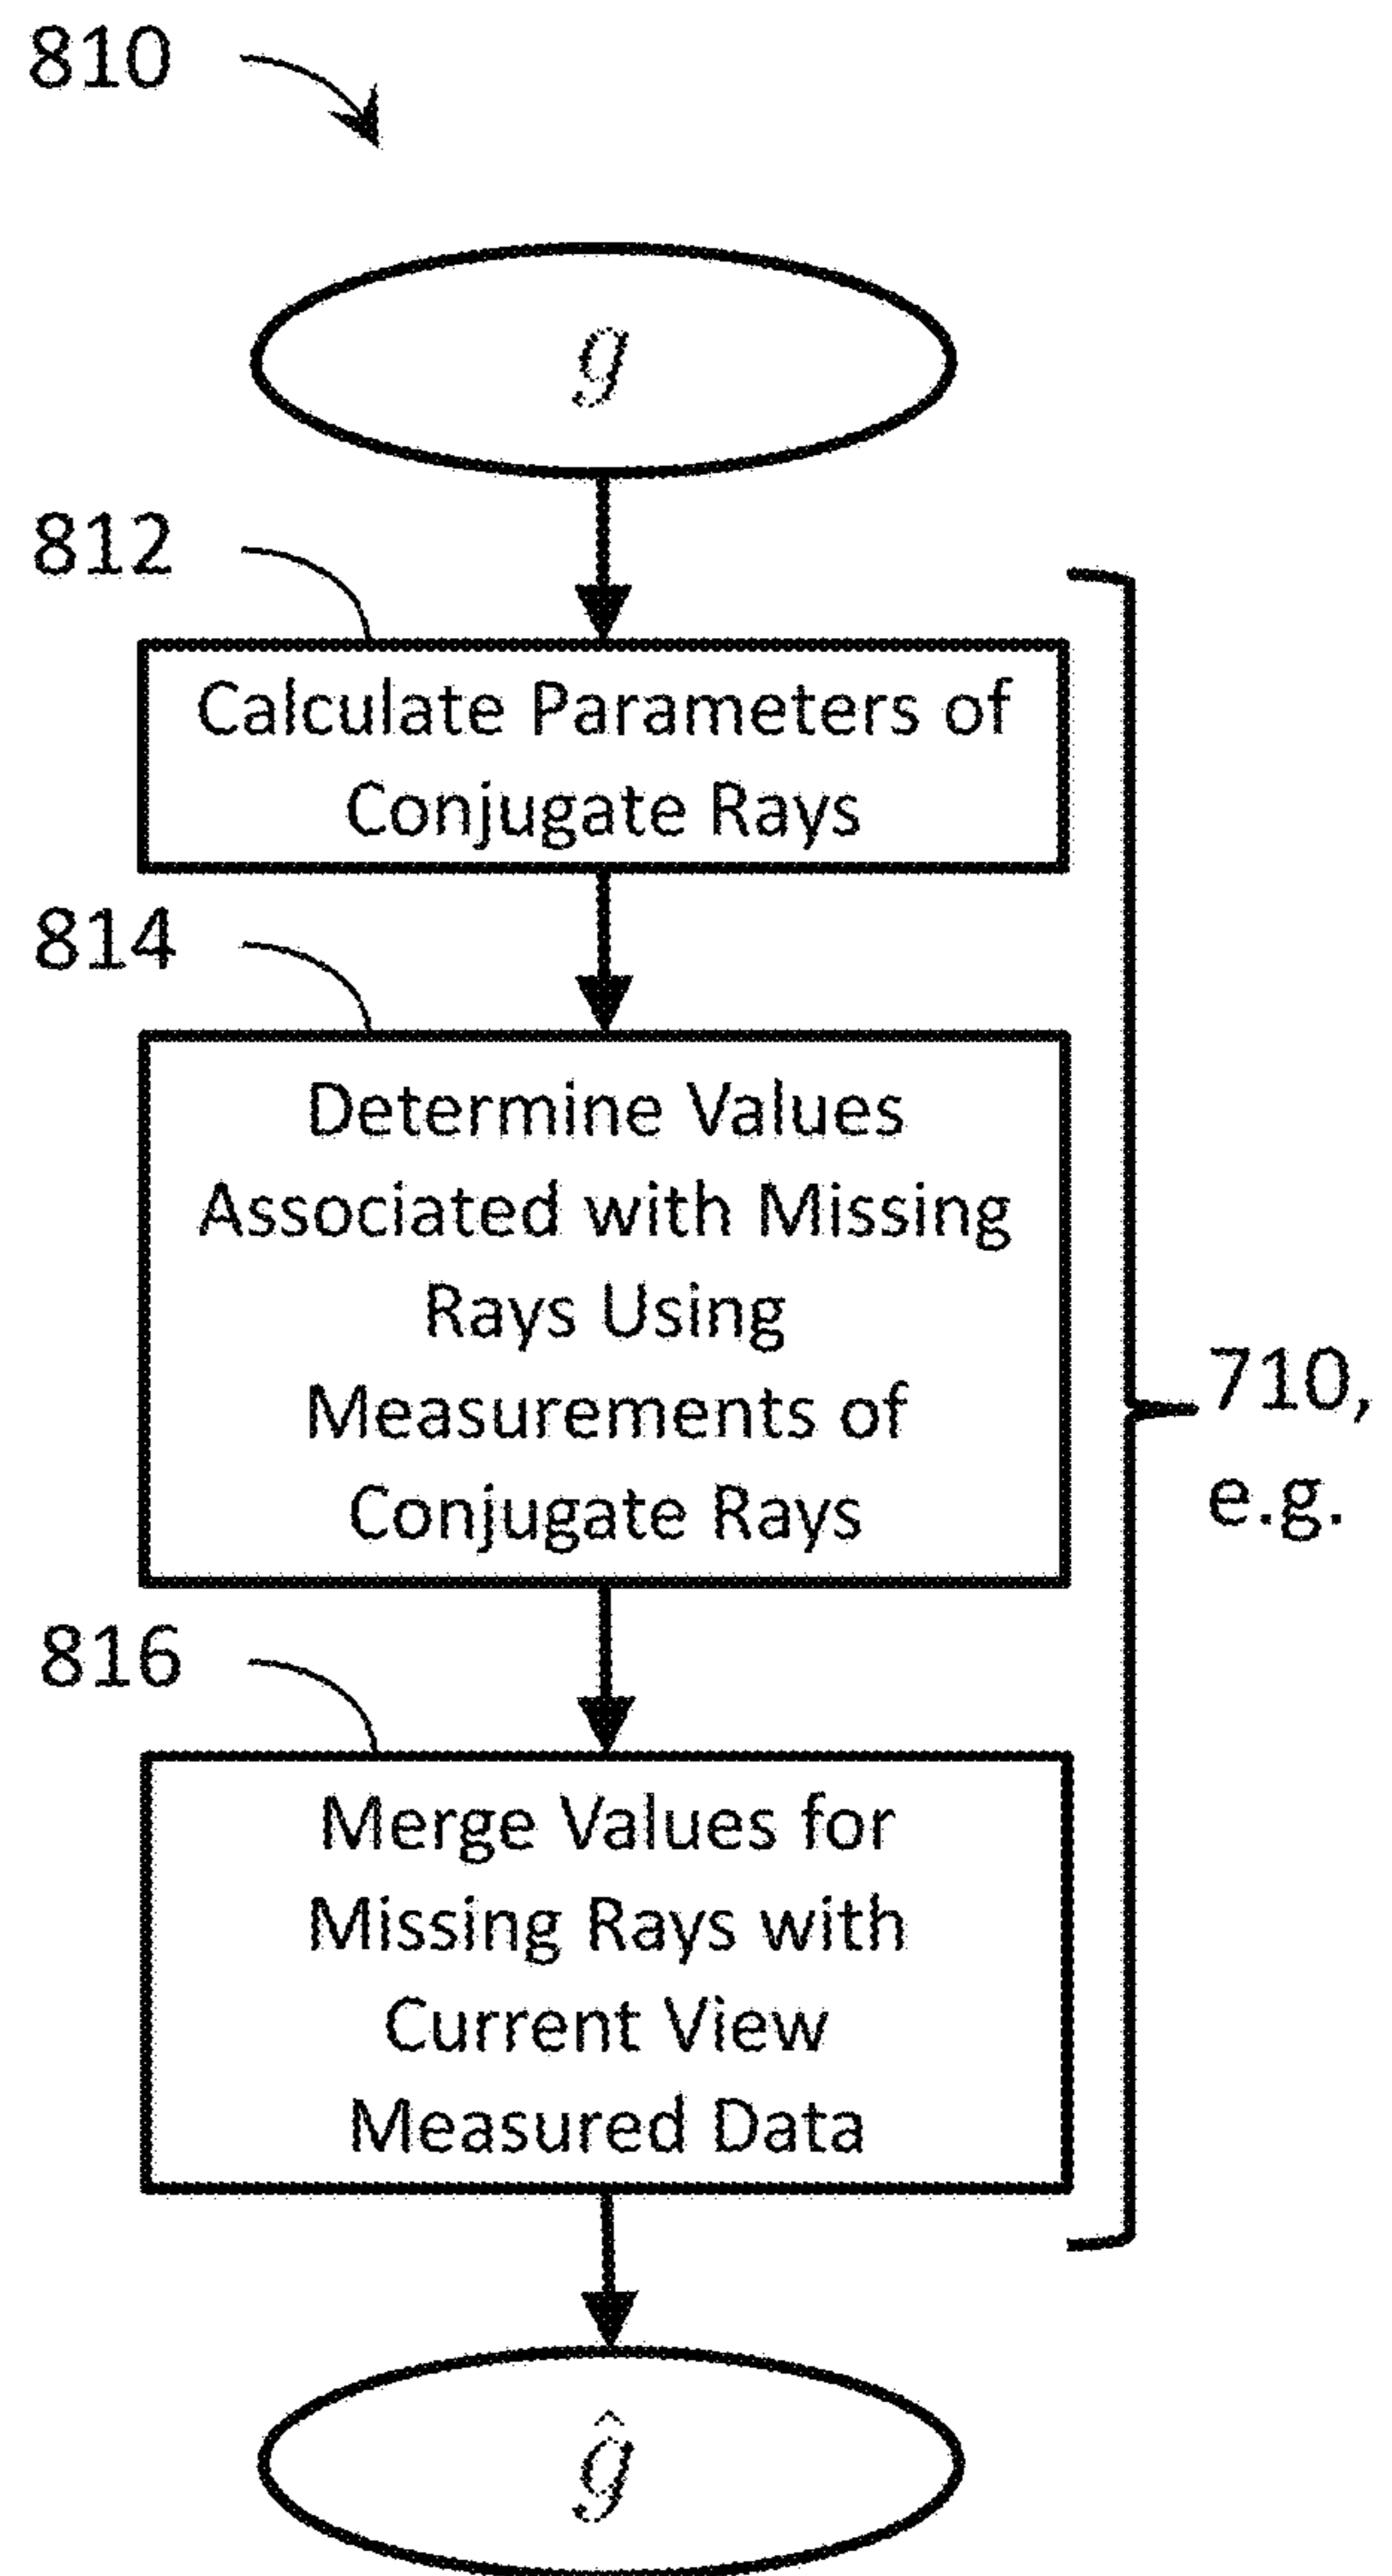 810
g
812
Calculate Parameters of
Conjugate Rays
814
Determine Values
Associated with Missing
Rays Using
Measurements of
Conjugate Rays
710,
e.g.
816
Merge Values for
Missing Rays with
Current View
Measured Data
ĝ